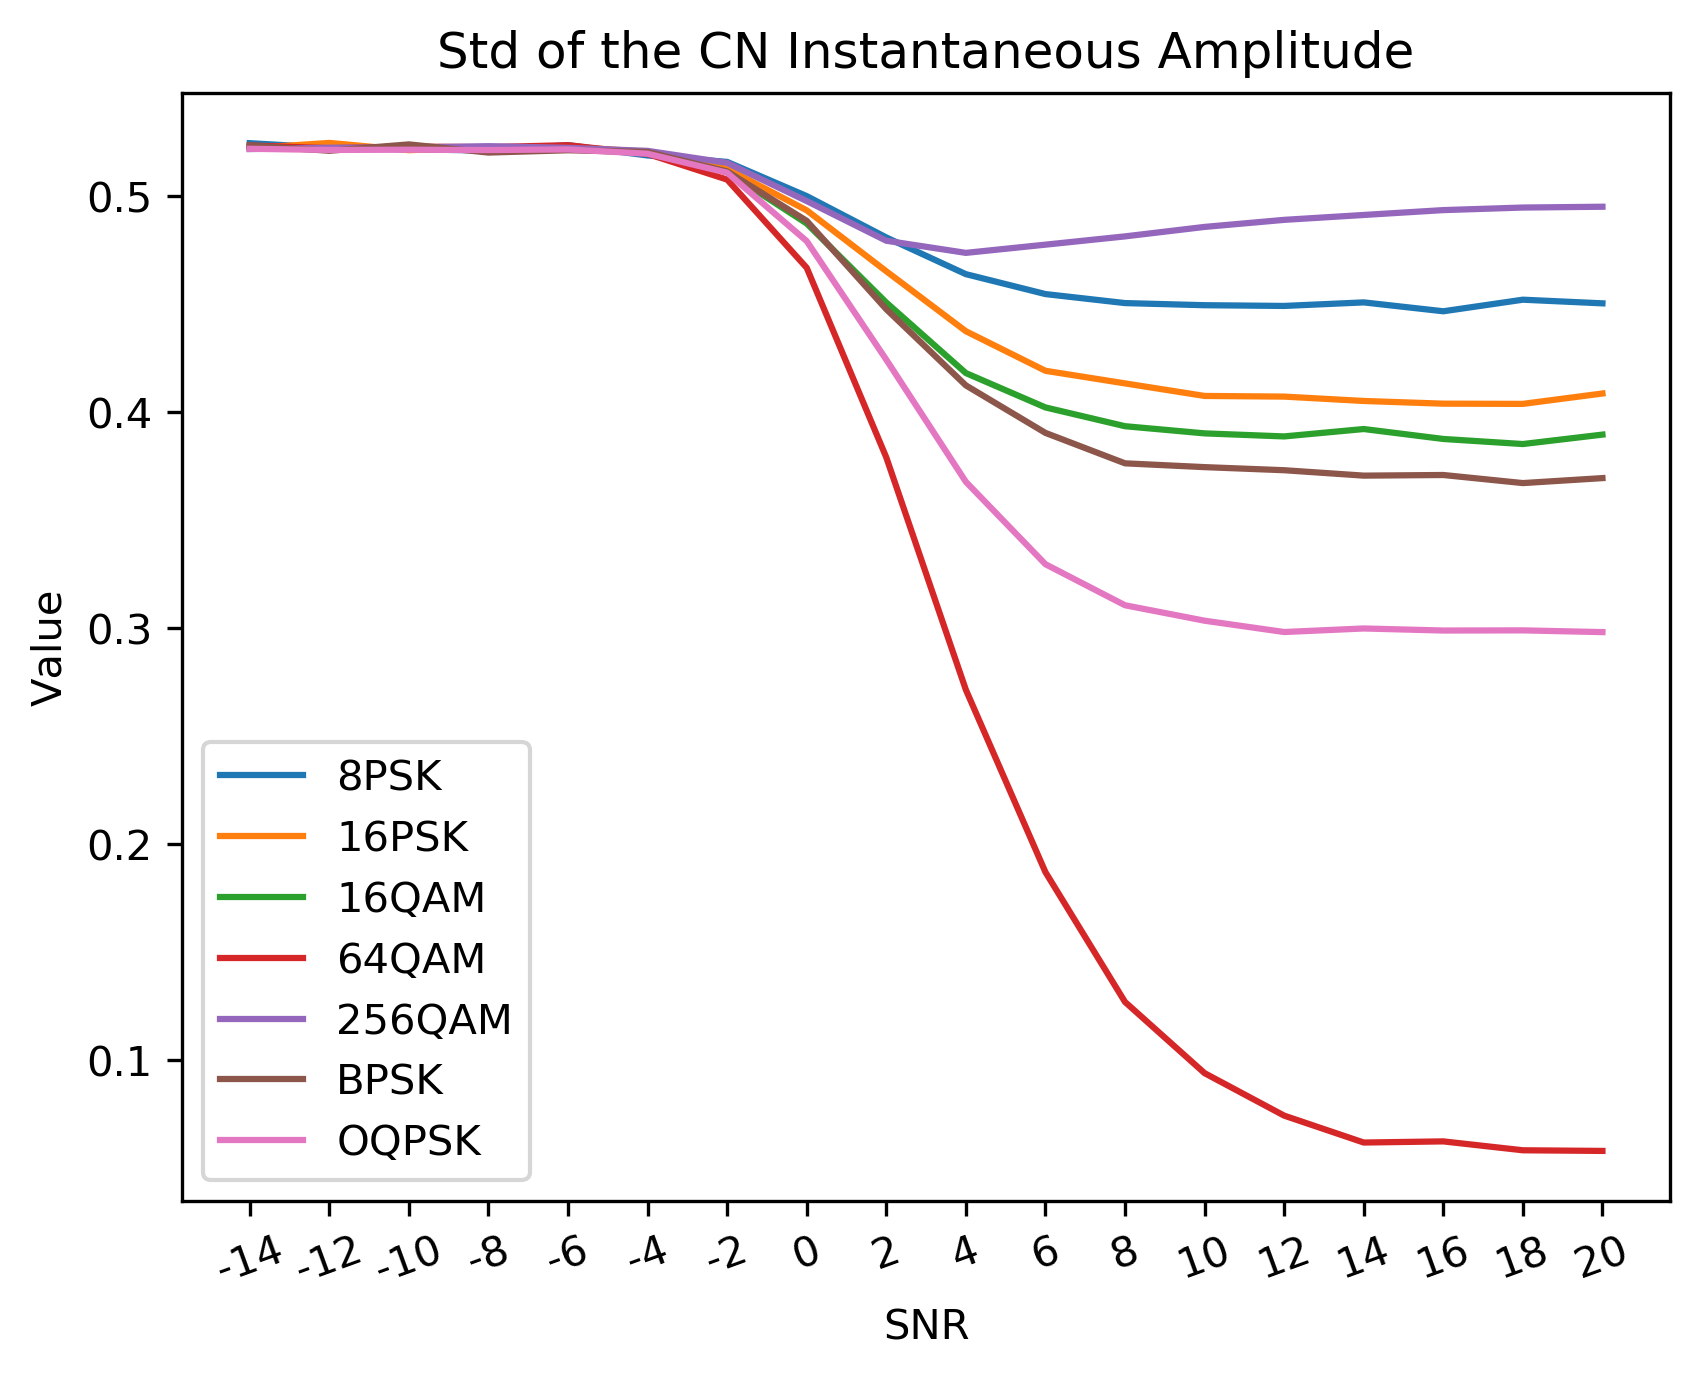 Std of the CN Instantaneous Amplitude
0.5
0.4
0.3
0.2
0.1
Value
8PSK
16PSK
16QAM
64QAM
256QAM
BPSK
OQPSK
-14 -12 -10 -8 -6 -4 -2 0 2 4 6 8 10 12 14 16 18 20
SNR